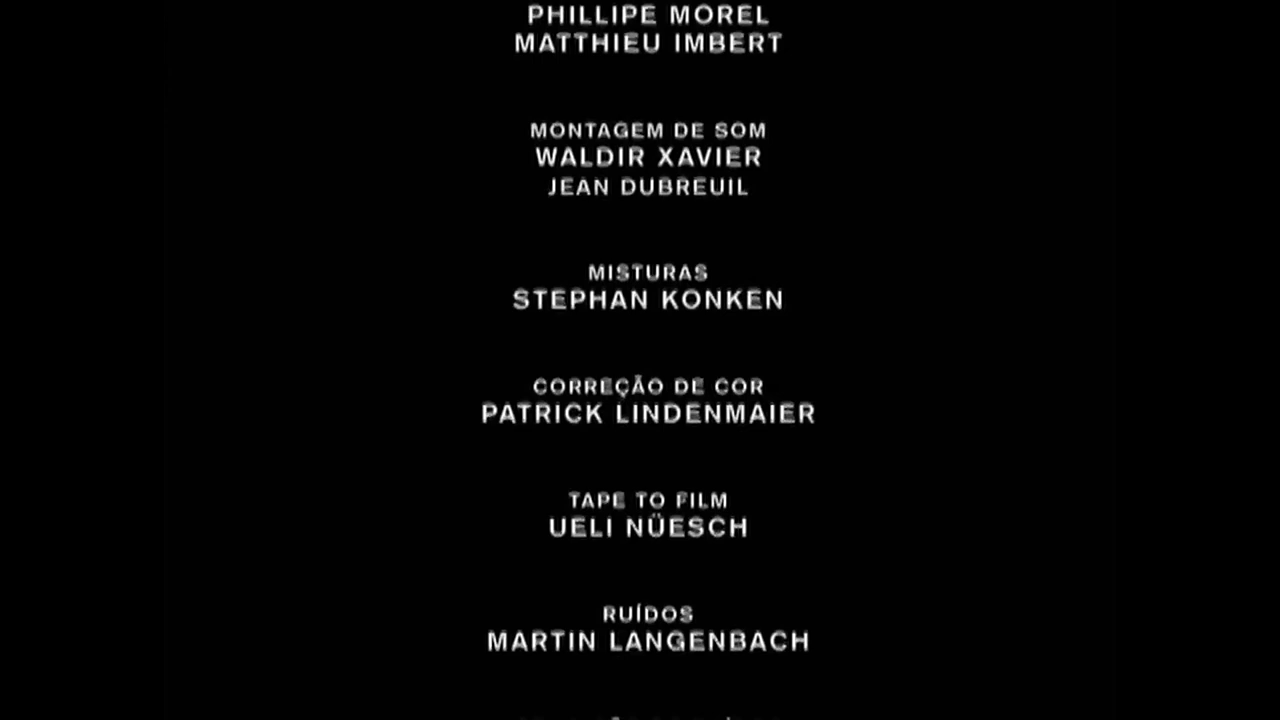 PHILLIPE MOREL
MATTHIEU IMBERT
MONTAGEM DE SOM
WALDIR XAVIER
JEAN DUBREUIL
MISTURAS
STEPHAN KONKEN
CORREÇÃO DE COR
PATRICK LINDENMAIER
TAPE TO FILM
UELI NÜESCH
RUÍDOS
MARTIN LANGENBACH